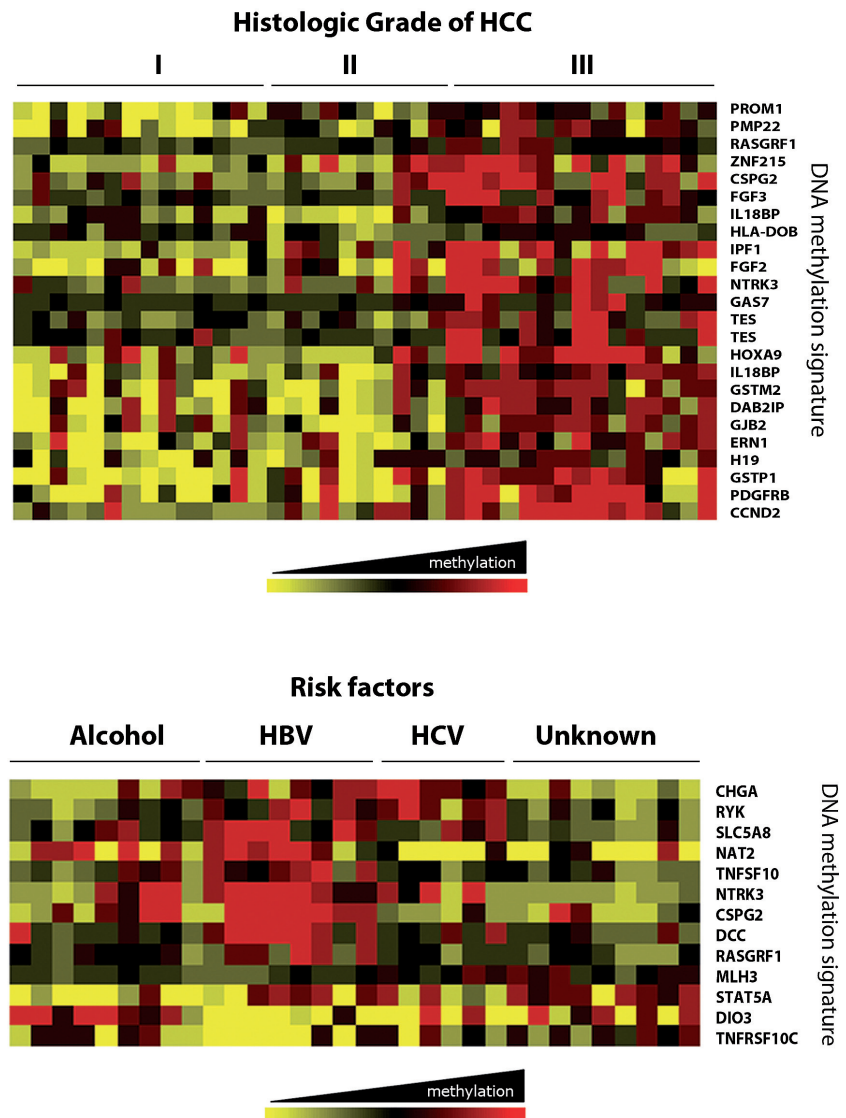 Histologic Grade of HCC
I II III
PROM1
PMP22
RASGRF1
ZNF215
CSPG2
FGF3
IL18BP
HLA-DOB
IPF1
FGF2
NTRK3
GAS7
TES
TES
HOXA9
IL18BP
GSTM2
DAB2IP
GJB2
ERN1
H19
GSTP1
PDGFRB
CCND2
DNA methylation signature
methylation
Risk factors
Alcohol HBV HCV Unknown
CHGA
RYK
SLC5A8
NAT2
TNFSF10
NTRK3
CSPG2
DCC
RASGRF1
MLH3
STAT5A
DIO3
TNFRSF10C
DNA methylation signature
methylation